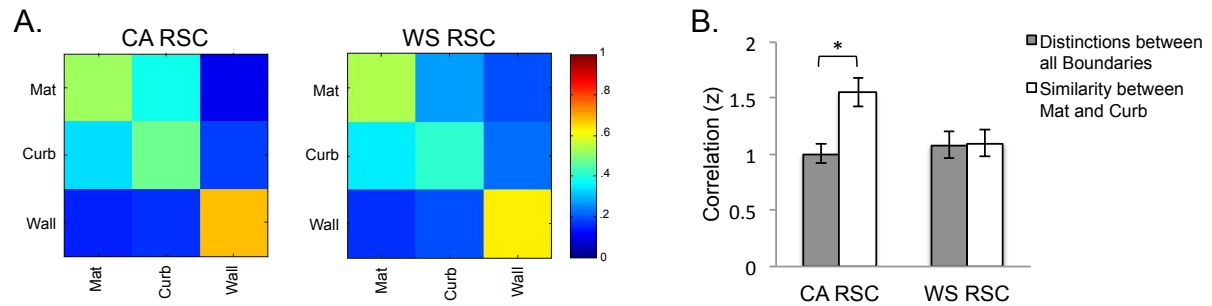 A.
CA RSC
WS RSC
Mat
Curb
Wall
Mat
Curb
Wall
Mat
Curb
Wall
Mat
Curb
Wall
1
.8
.6
.4
.2
0
B.
Correlation (z)
2
1.5
1
0.5
0
*
CA RSC
WS RSC
Distinctions between
all Boundaries
Similarity between
Mat and Curb